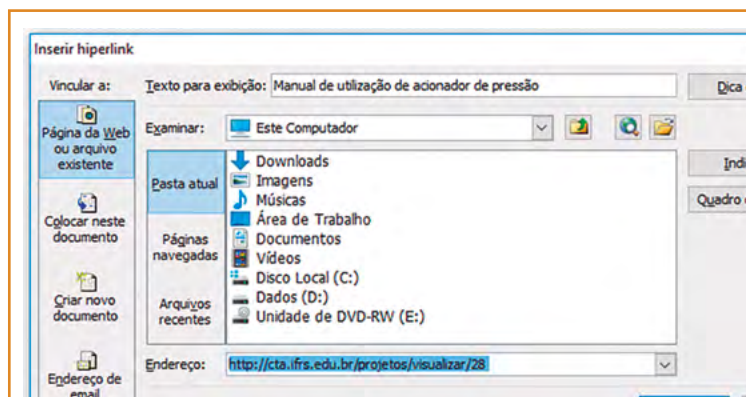 Inserir hiperlink
Vincular a:
Texto para exibição: Manual de utilização de acionador de pressão
Dica
Página da Web
ou arquivo
existente
Examinar: Este Computador
Pasta atual
Downloads
Imagens
Músicas
Área de Trabalho
Documentos
Vídeos
Disco Local (C:)
Dados (D:)
Unidade de DVD-RW (E:)
Indi
Quadro
Colocar neste
documento
Páginas
navegadas
Criar novo
documento
Arquivos
recentes
Endereço de
email
Endereço: http://cta.ifrs.edu.br/projetos/visualizar/28